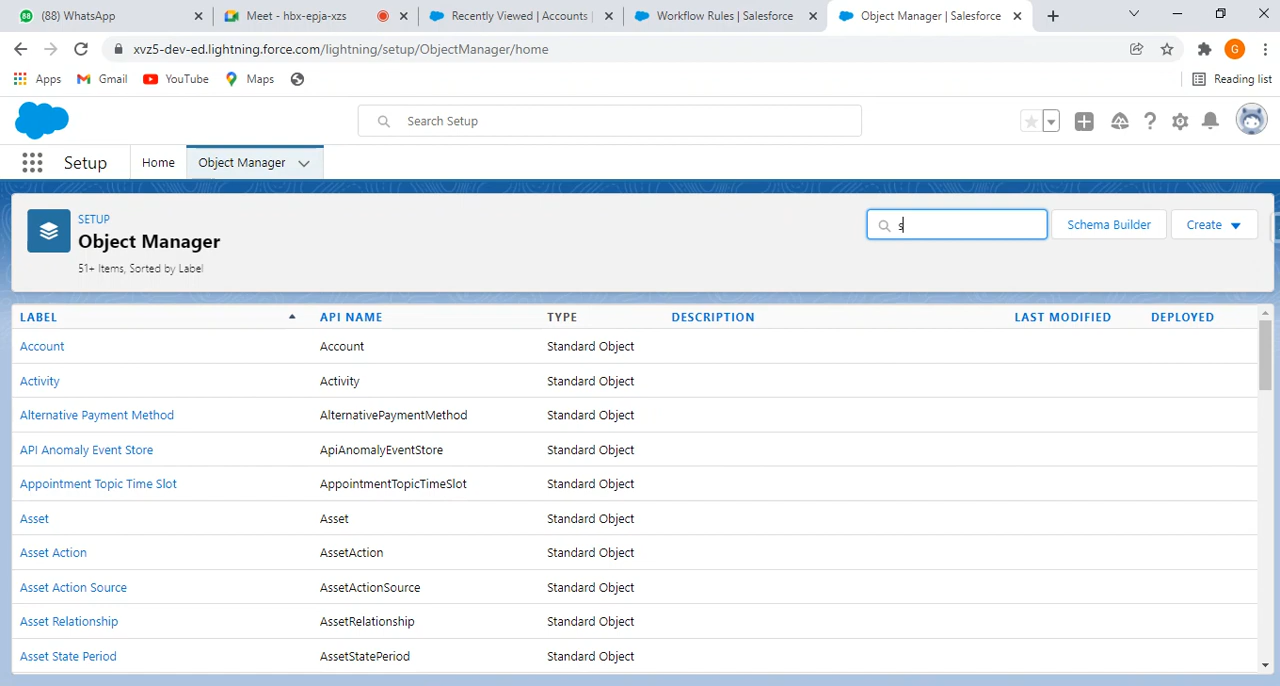 88 (88) WhatsApp
Meet - hbx-epja-xzs
Recently Viewed | Accounts
Workflow Rules | Salesforce
Object Manager | Salesforce
xvz5-dev-ed.lightning.force.com/lightning/setup/ObjectManager/home
G
Apps
Gmail
YouTube
Maps
Reading list
Search Setup
Setup
Home
Object Manager
SETUP
Object Manager
51+ Items, Sorted by Label
s
Schema Builder
Create
LABEL API NAME TYPE DESCRIPTION LAST MODIFIED DEPLOYED
Account Account Standard Object
Activity Activity Standard Object
Alternative Payment Method AlternativePaymentMethod Standard Object
API Anomaly Event Store ApiAnomalyEventStore Standard Object
Appointment Topic Time Slot AppointmentTopicTimeSlot Standard Object
Asset Asset Standard Object
Asset Action AssetAction Standard Object
Asset Action Source AssetActionSource Standard Object
Asset Relationship AssetRelationship Standard Object
Asset State Period AssetStatePeriod Standard Object